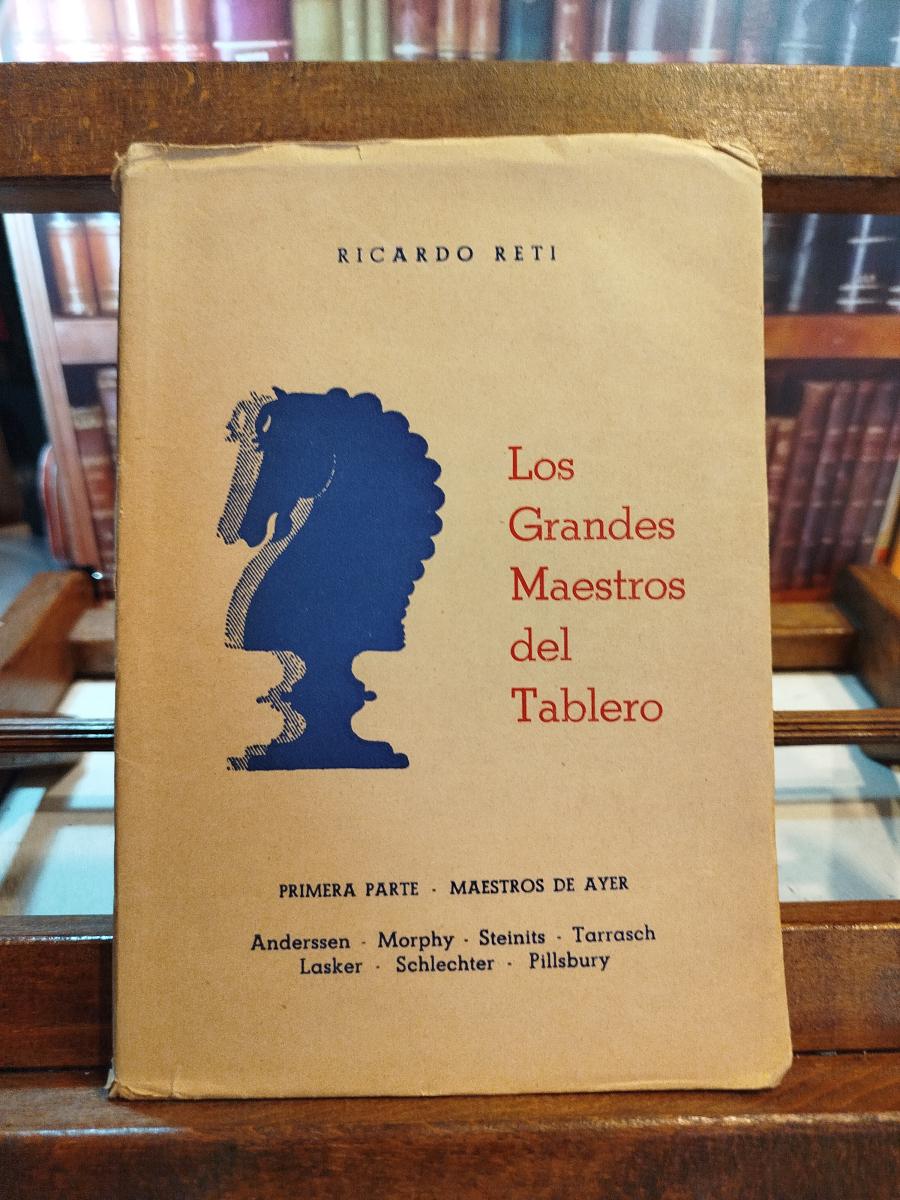 RICARDO RETI
Los
Grandes
Maestros
del
Tablero
PRIMERA PARTE · MAESTROS DE AYER
Anderssen · Morphy · Steinits · Tarrasch
Lasker · Schlechter · Pillsbury